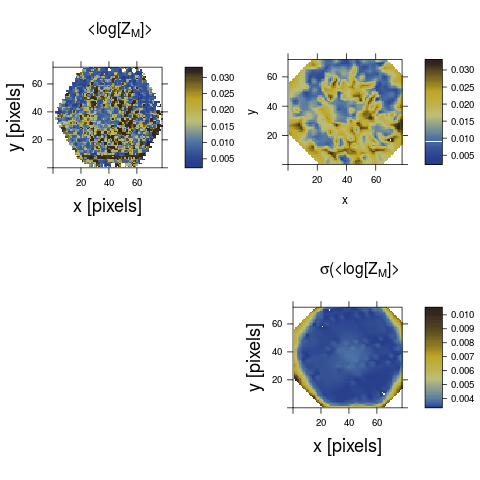 <log[Z_M]>
y [pixels]
60
40
20
20 40 60
x [pixels]
0.030
0.025
0.020
0.015
0.010
0.005
y
60
40
20
20 40 60
x
0.030
0.025
0.020
0.015
0.010
0.005
σ(<log[Z_M]>
y [pixels]
60
40
20
20 40 60
x [pixels]
0.010
0.009
0.008
0.007
0.006
0.005
0.004